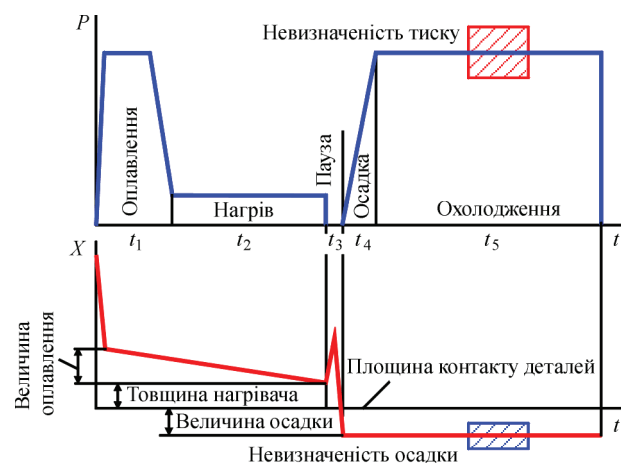 P
Невизначеність тиску
Оплавлення
Нагрів
Пауза
Осадка
Охолодження
t1
t2
t3
t4
t5
t
X
Величина
оплавлення
Площина контакту деталей
Товщина нагрівача
Величина осадки
t
Невизначеність осадки